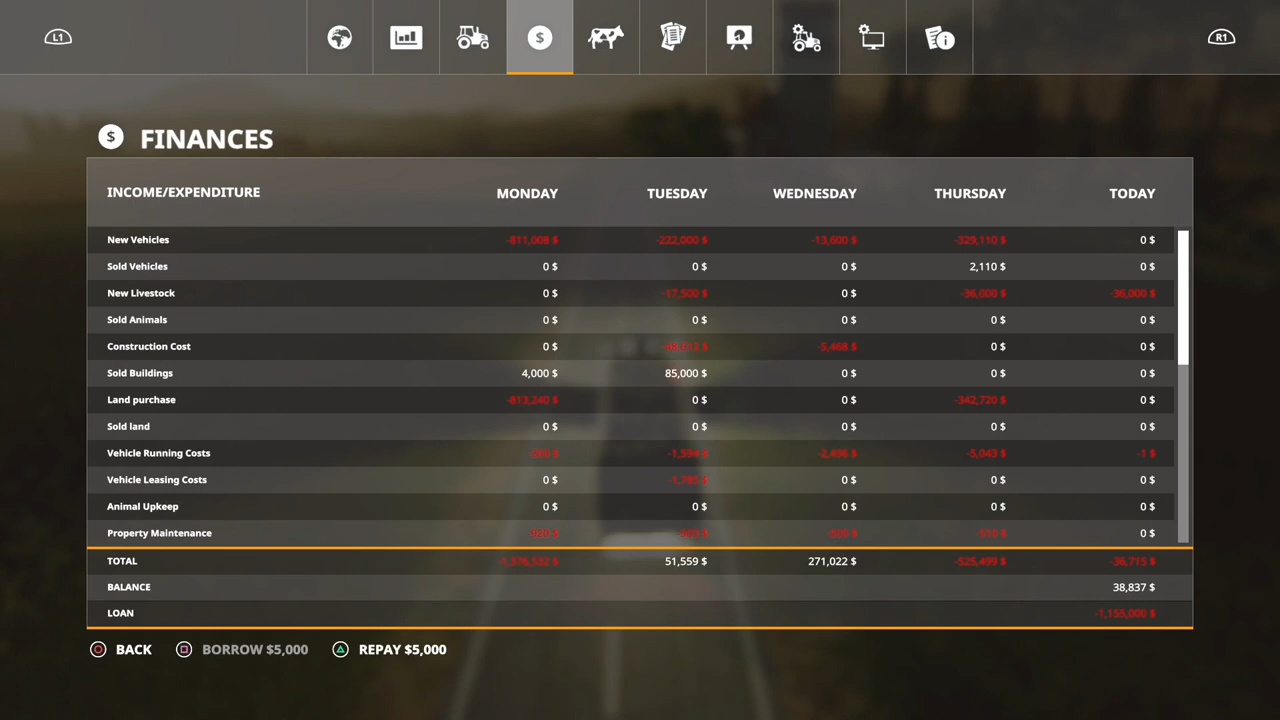 L1 R1
FINANCES
INCOME/EXPENDITURE MONDAY TUESDAY WEDNESDAY THURSDAY TODAY
New Vehicles -811,008 $ -222,000 $ -13,600 $ -329,110 $ 0 $
Sold Vehicles 0 $ 0 $ 0 $ 2,110 $ 0 $
New Livestock 0 $ -17,500 $ 0 $ -36,000 $ -36,000 $
Sold Animals 0 $ 0 $ 0 $ 0 $ 0 $
Construction Cost 0 $ -5,468 $ 0 $ 0 $
Sold Buildings 4,000 $ 85,000 $ 0 $ 0 $ 0 $
Land purchase -813,240 $ 0 $ 0 $ -342,720 $ 0 $
Sold land 0 $ 0 $ 0 $ 0 $ 0 $
Vehicle Running Costs -1,594 $ -2,496 $ -5,043 $ -1 $
Vehicle Leasing Costs 0 $ -1,785 $ 0 $ 0 $ 0 $
Animal Upkeep 0 $ 0 $ 0 $ 0 $ 0 $
Property Maintenance 0 $
TOTAL 51,559 $ 271,022 $ -525,499 $ -36,715 $
BALANCE 38,837 $
LOAN -1,155,000 $
BACK BORROW $5,000 REPAY $5,000